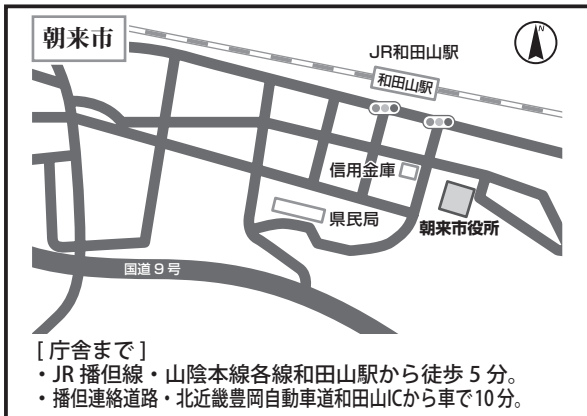 朝来市
N
JR和田山駅
和田山駅
信用金庫
県民局
朝来市役所
国道9号
[ 庁舎まで ]
・JR 播但線・山陰本線各線和田山駅から徒歩 5 分。
・播但連絡道路・北近畿豊岡自動車道和田山ICから車で10分。